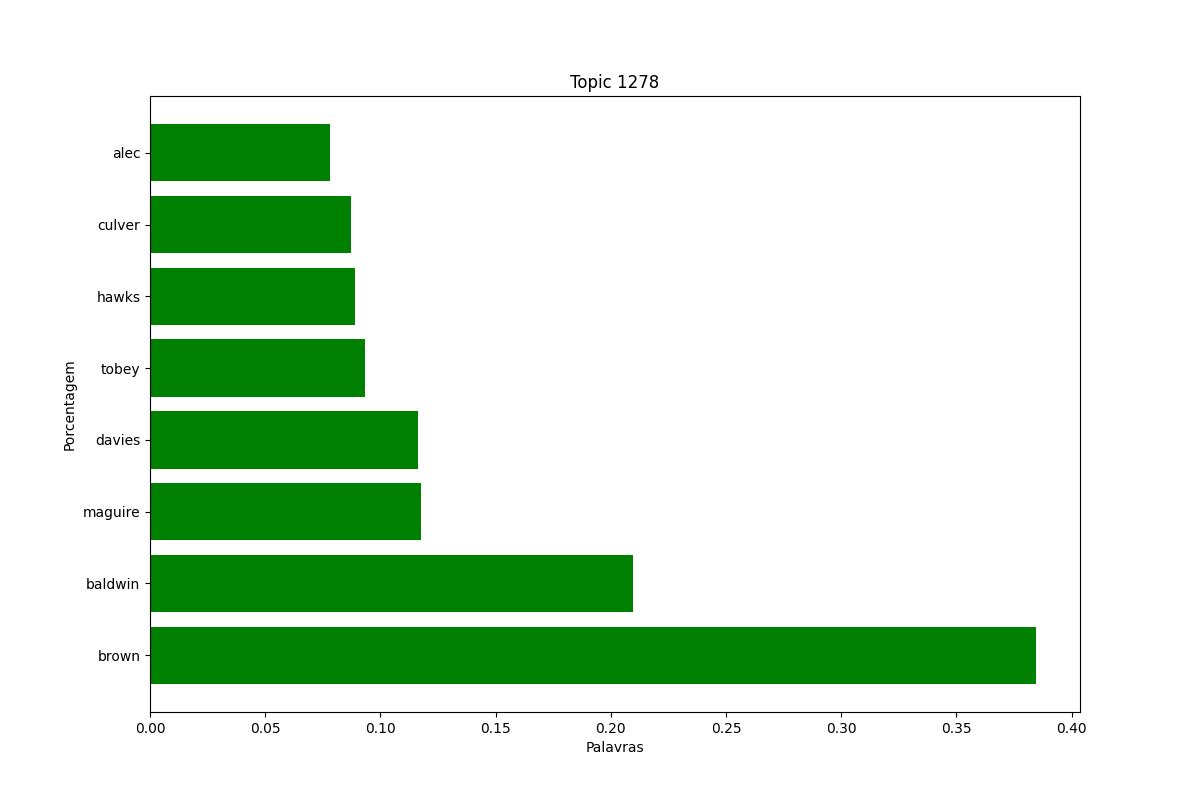 Topic 1278
alec
culver
hawks
tobey
davies
maguire
baldwin
brown
Porcentagem
0.00 0.05 0.10 0.15 0.20 0.25 0.30 0.35 0.40
Palavras